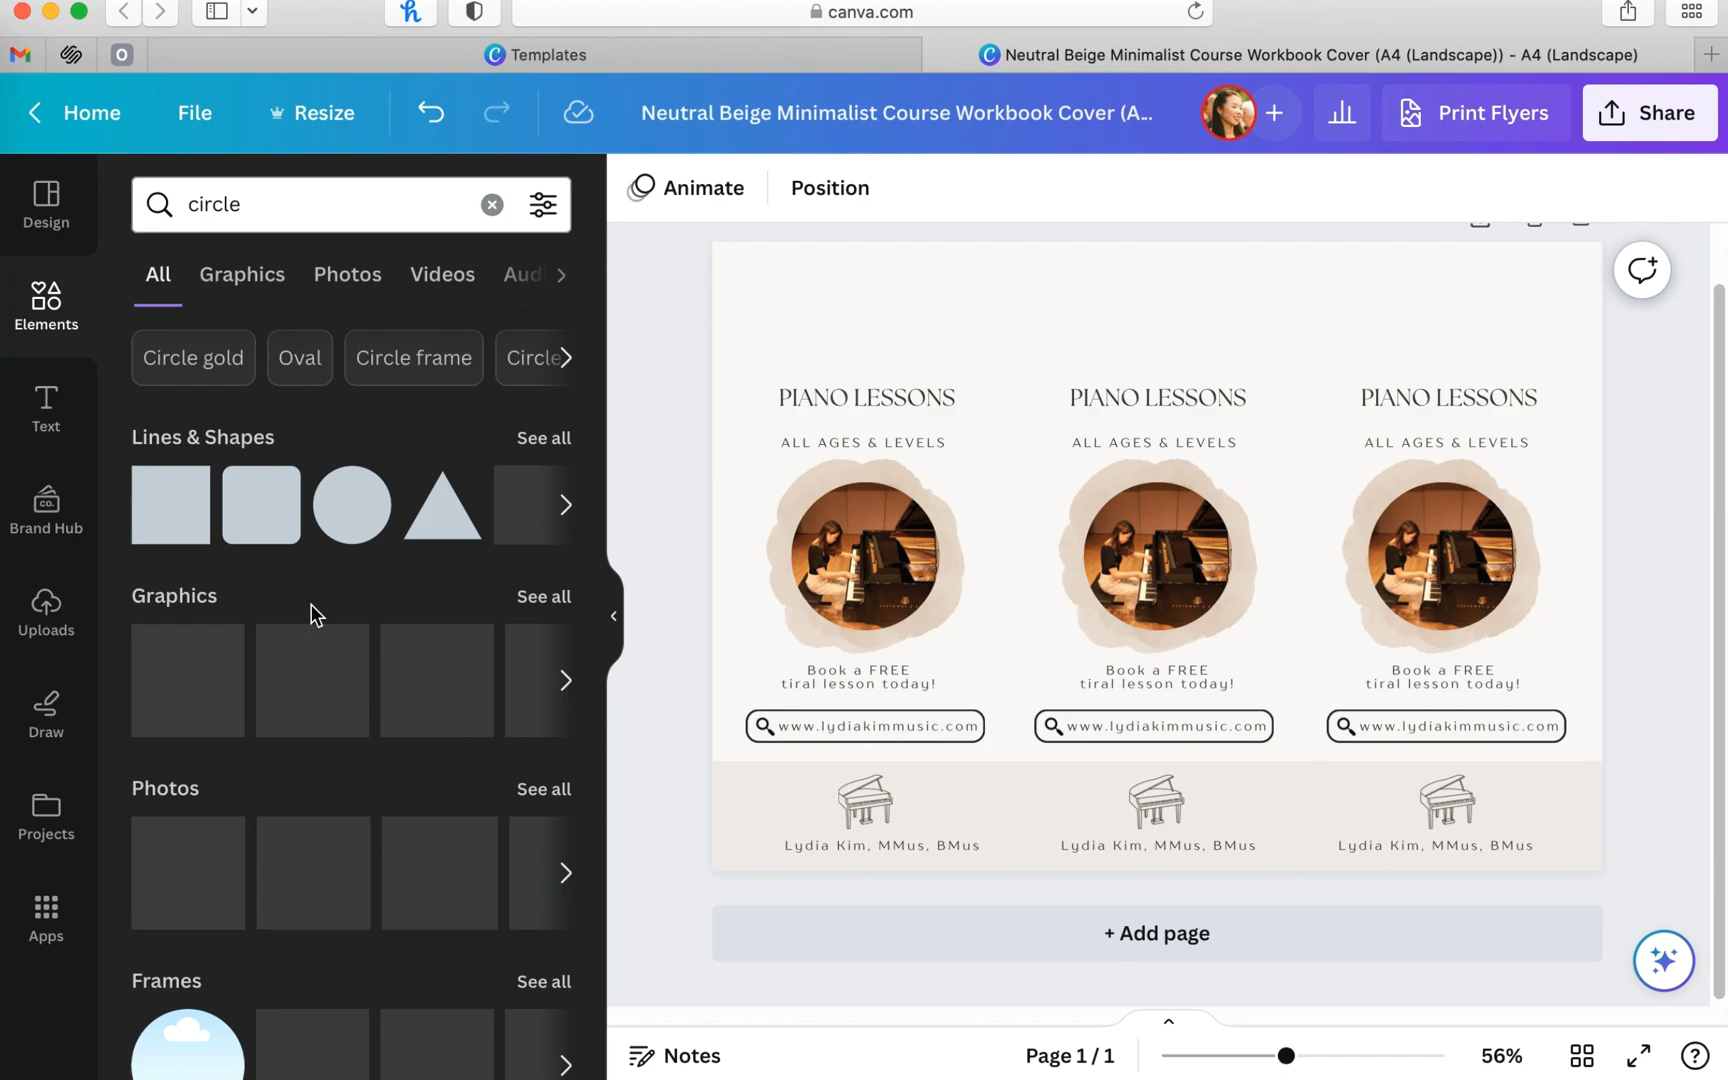 canva.com
O
Templates
Neutral Beige Minimalist Course Workbook Cover (A4 (Landscape)) - A4 (Landscape)
Home
File
Resize
Neutral Beige Minimalist Course Workbook Cover (A...
Print Flyers
Share
Design
Elements
Text
Brand Hub
Uploads
Draw
Projects
Apps
circle
All
Graphics
Photos
Videos
Circle gold
Oval
Circle frame
Circle
Lines & Shapes
See all
Graphics
See all
Photos
See all
Frames
See all
Animate
Position
PIANO LESSONS
ALL AGES & LEVELS
Book a FREE
tiral lesson today!
www.lydiakimmusic.com
Lydia Kim, MMus, BMus
PIANO LESSONS
ALL AGES & LEVELS
Book a FREE
tiral lesson today!
www.lydiakimmusic.com
Lydia Kim, MMus, BMus
PIANO LESSONS
ALL AGES & LEVELS
Book a FREE
tiral lesson today!
www.lydiakimmusic.com
Lydia Kim, MMus, BMus
+ Add page
Notes
Page 1 / 1
56%